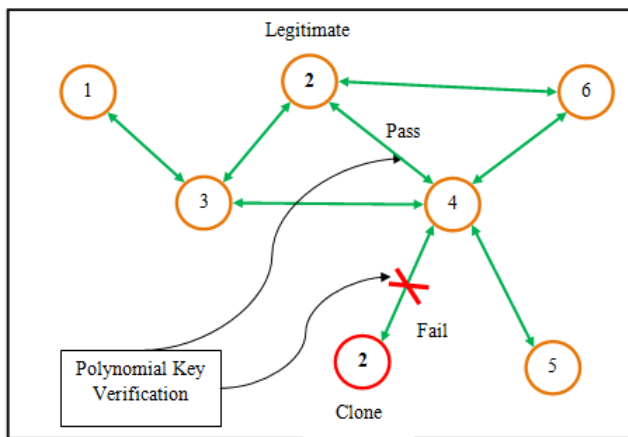 Legitimate
1
2
6
Pass
3
4
Fail
2
5
Polynomial Key
Verification
Clone